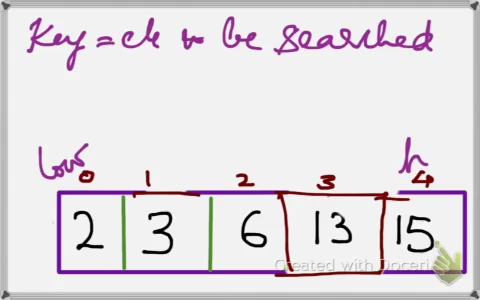 Key = ele to be searched
low h
0 1 2 3 4
2 3 6 13 15
Created with Doceri